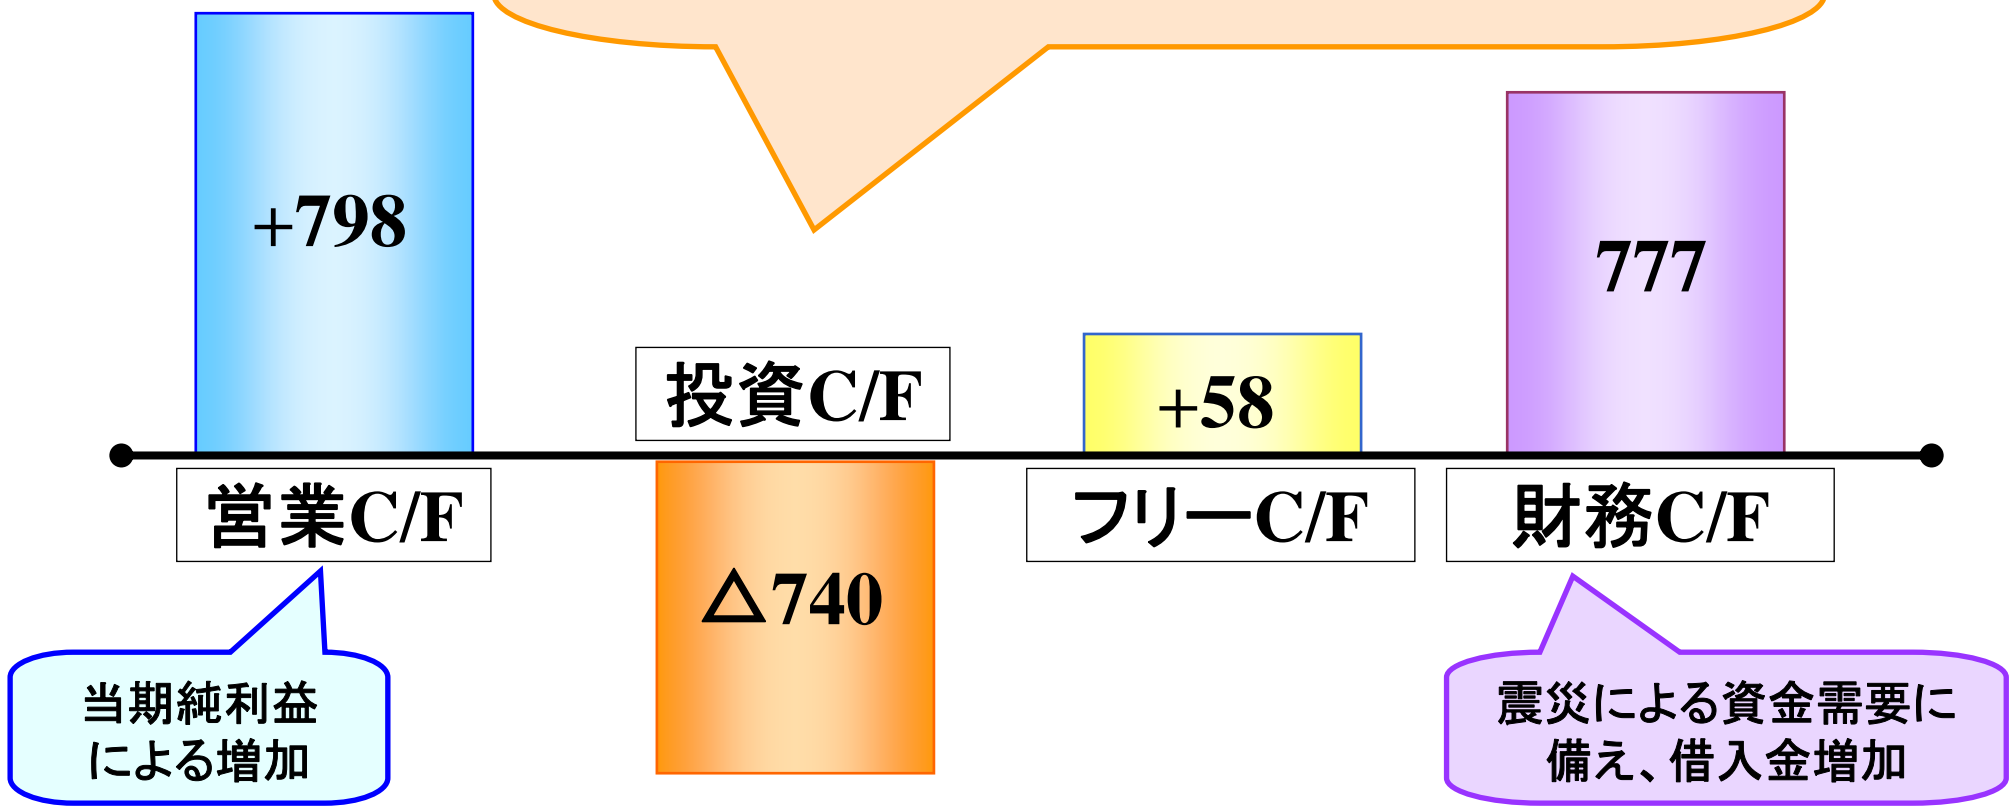 +798
777
投資C/F
+58
営業C/F
フリーC/F
財務C/F
△740
当期純利益
による増加
震災による資金需要に
備え、借入金増加